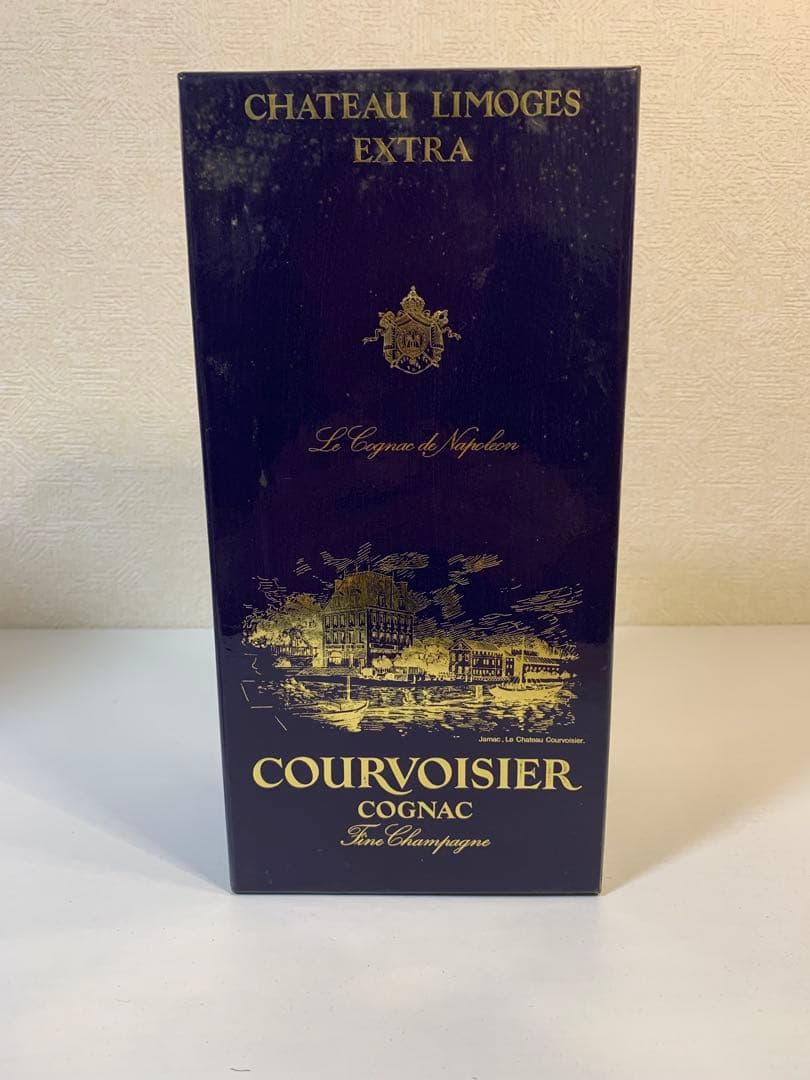 CHATEAU LIMOGES
EXTRA
Le Cognac de Napoleon
Jarnac, Le Chateau Courvoisier.
COURVOISIER
COGNAC
Fine Champagne